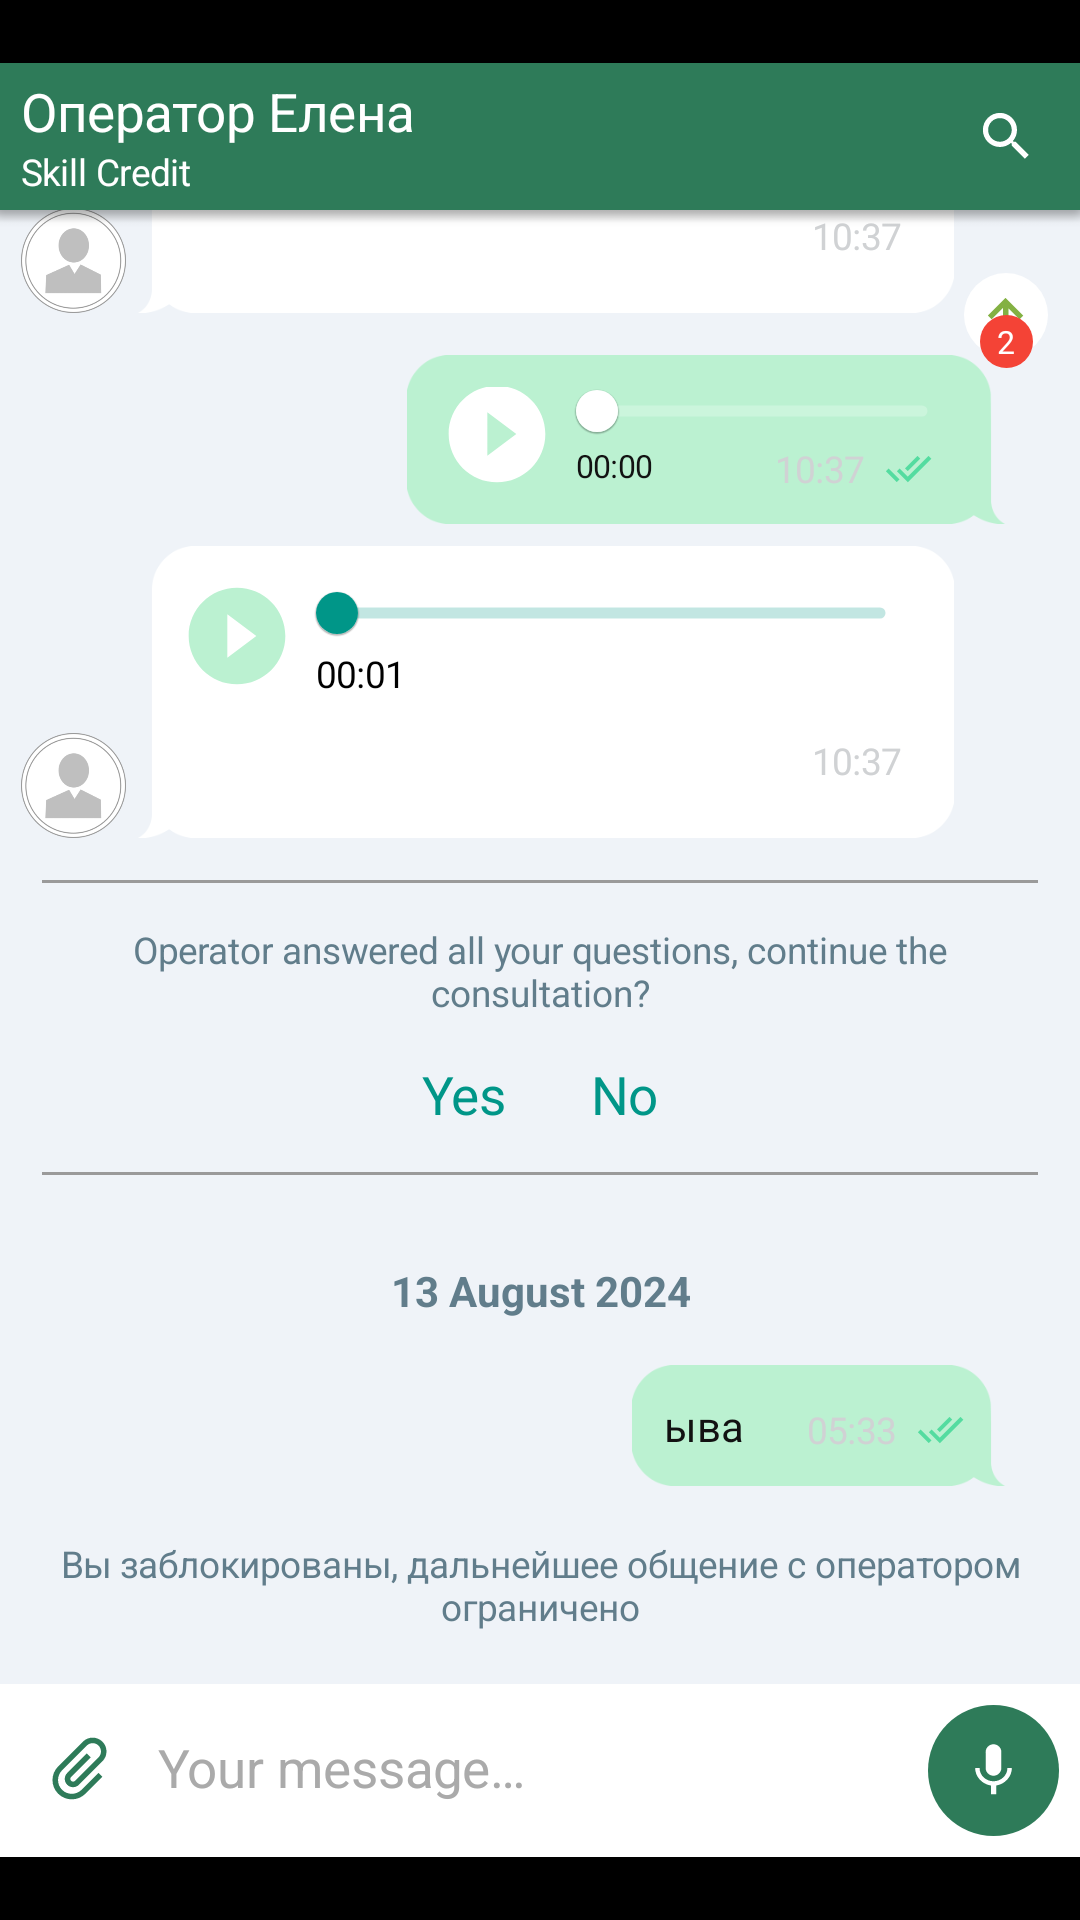 Оператор Елена
Skill Credit
10:37
2
00:00 10:37
00:01
10:37
Operator answered all your questions, continue the
consultation?
Yes No
13 August 2024
ыва 05:33
Вы заблокированы, дальнейшее общение с оператором
ограничено
Your message...